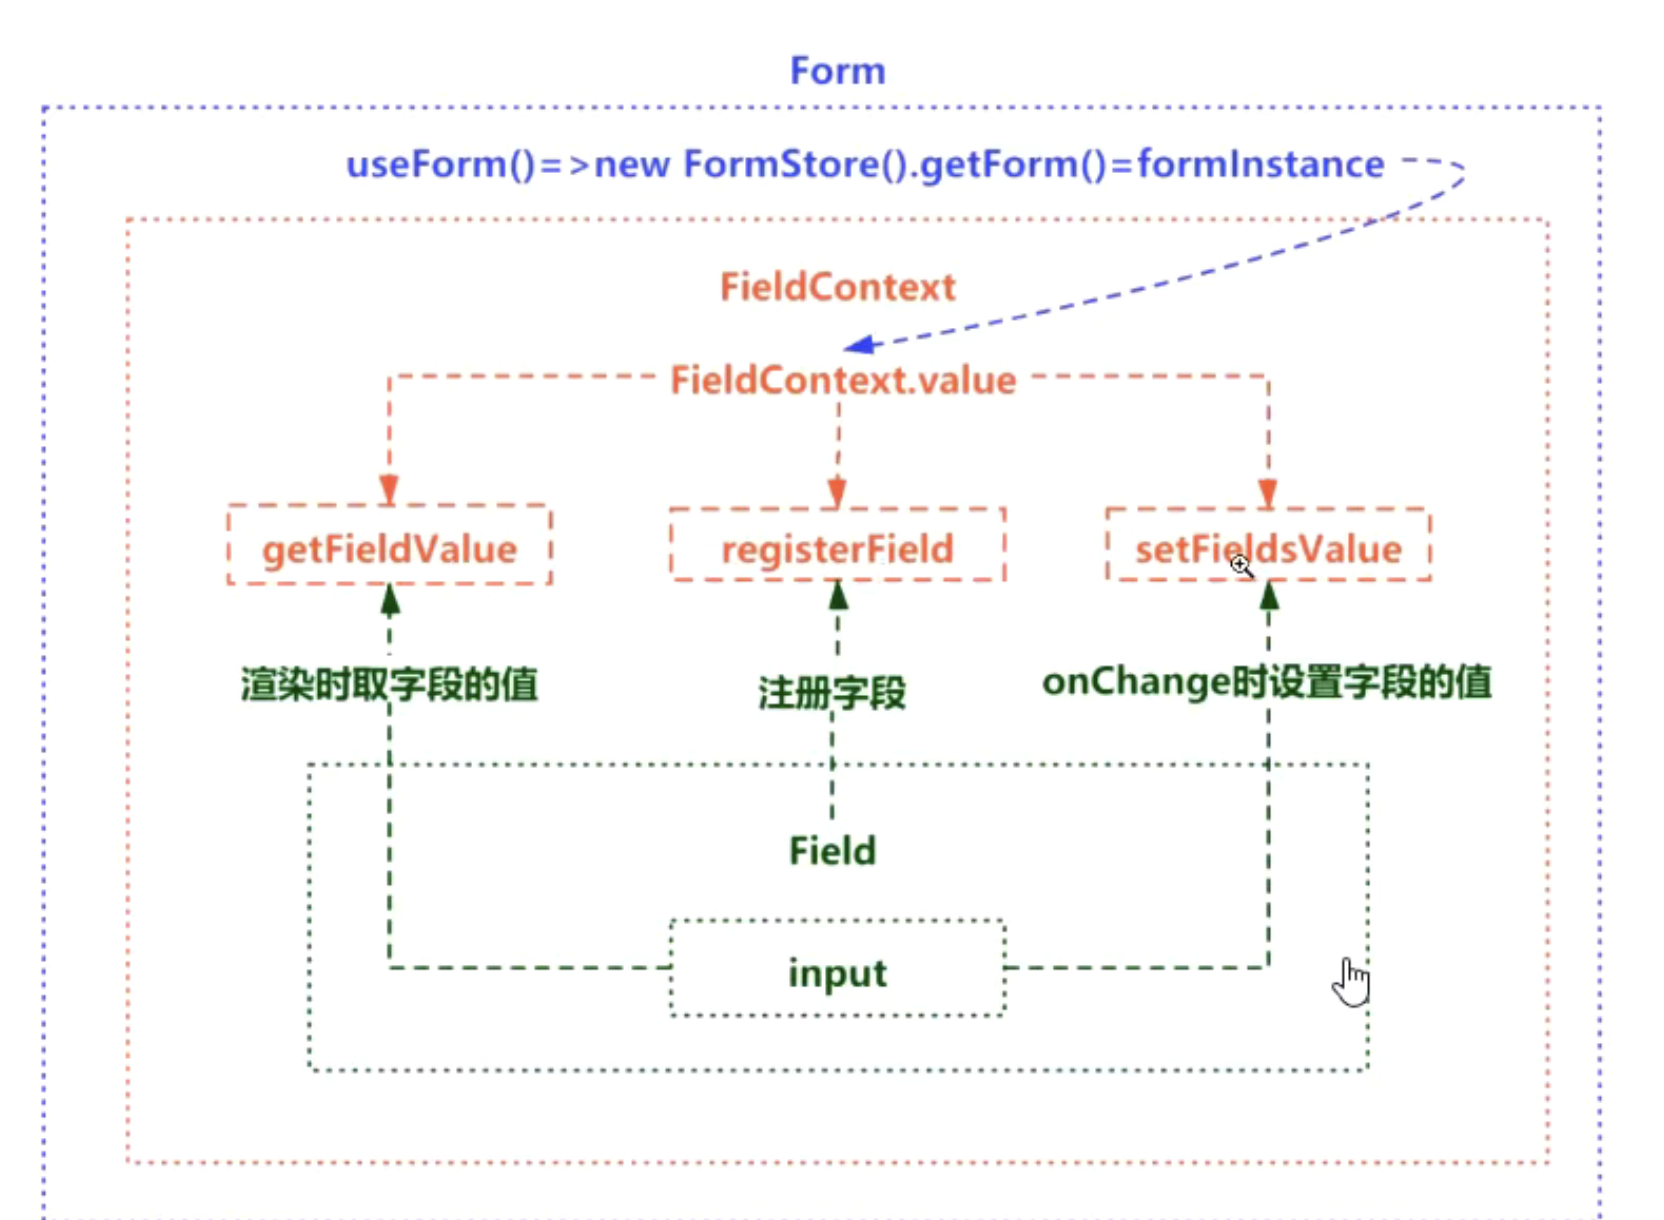 Form
useForm()=>new FormStore().getForm()=formInstance
FieldContext
FieldContext.value
getFieldValue
registerField
setFieldsValue
渲染时取字段的值
注册字段
onChange时设置字段的值
Field
input